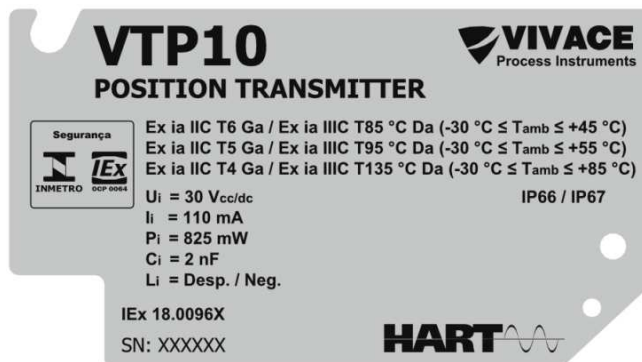 VTP10
VIVACE
Process Instruments
POSITION TRANSMITTER
Segurança
INMETRO
IEx
OCP 0064
Ex ia IIC T6 Ga / Ex ia IIIC T85 °C Da (-30 °C ≤ Tamb ≤ +45 °C)
Ex ia IIC T5 Ga / Ex ia IIIC T95 °C Da (-30 °C ≤ Tamb ≤ +55 °C)
Ex ia IIC T4 Ga / Ex ia IIIC T135 °C Da (-30 °C ≤ Tamb ≤ +85 °C)
Ui = 30 Vcc/dc
IP66 / IP67
Ii = 110 mA
Pi = 825 mW
Ci = 2 nF
Li = Desp. / Neg.
IEx 18.0096X
SN: XXXXXX
HART